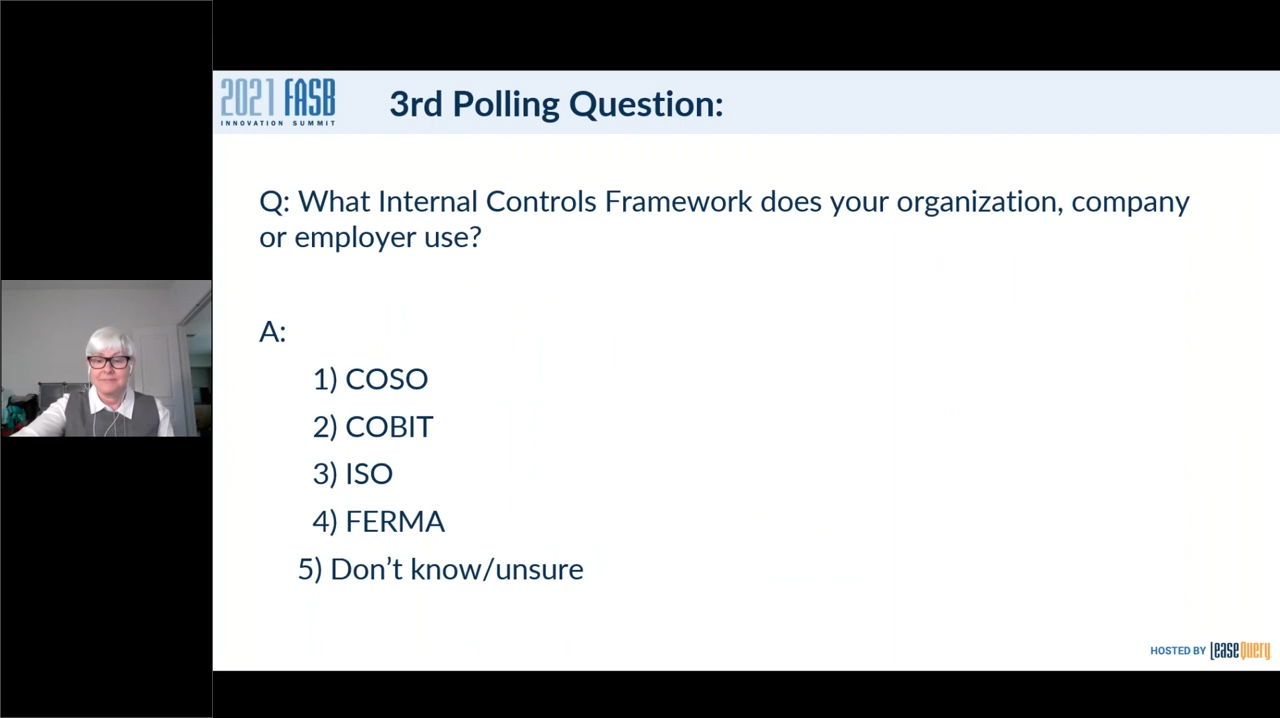 2021 FASB
INNOVATION SUMMIT
3rd Polling Question:
Q: What Internal Controls Framework does your organization, company
or employer use?
A:
1) COSO
2) COBIT
3) ISO
4) FERMA
5) Don’t know/unsure
HOSTED BY LeaseQuery